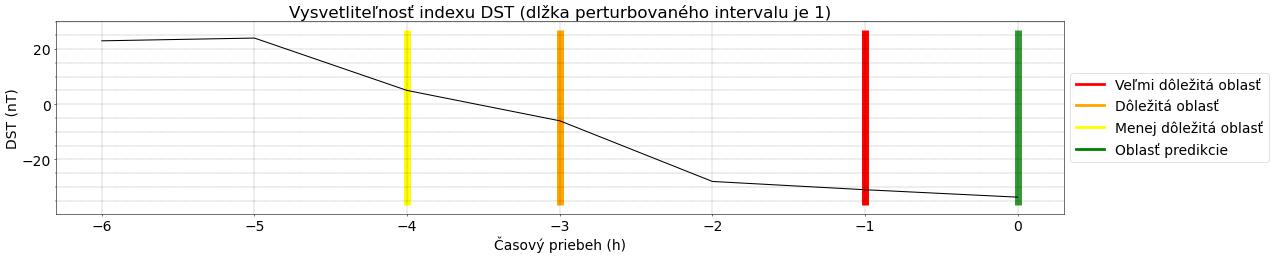 Vysvetliteľnosť indexu DST (dĺžka perturbovaného intervalu je 1)
DST (nT)
20
0
−20
−6 −5 −4 −3 −2 −1 0
Časový priebeh (h)
Veľmi dôležitá oblasť
Dôležitá oblasť
Menej dôležitá oblasť
Oblasť predikcie